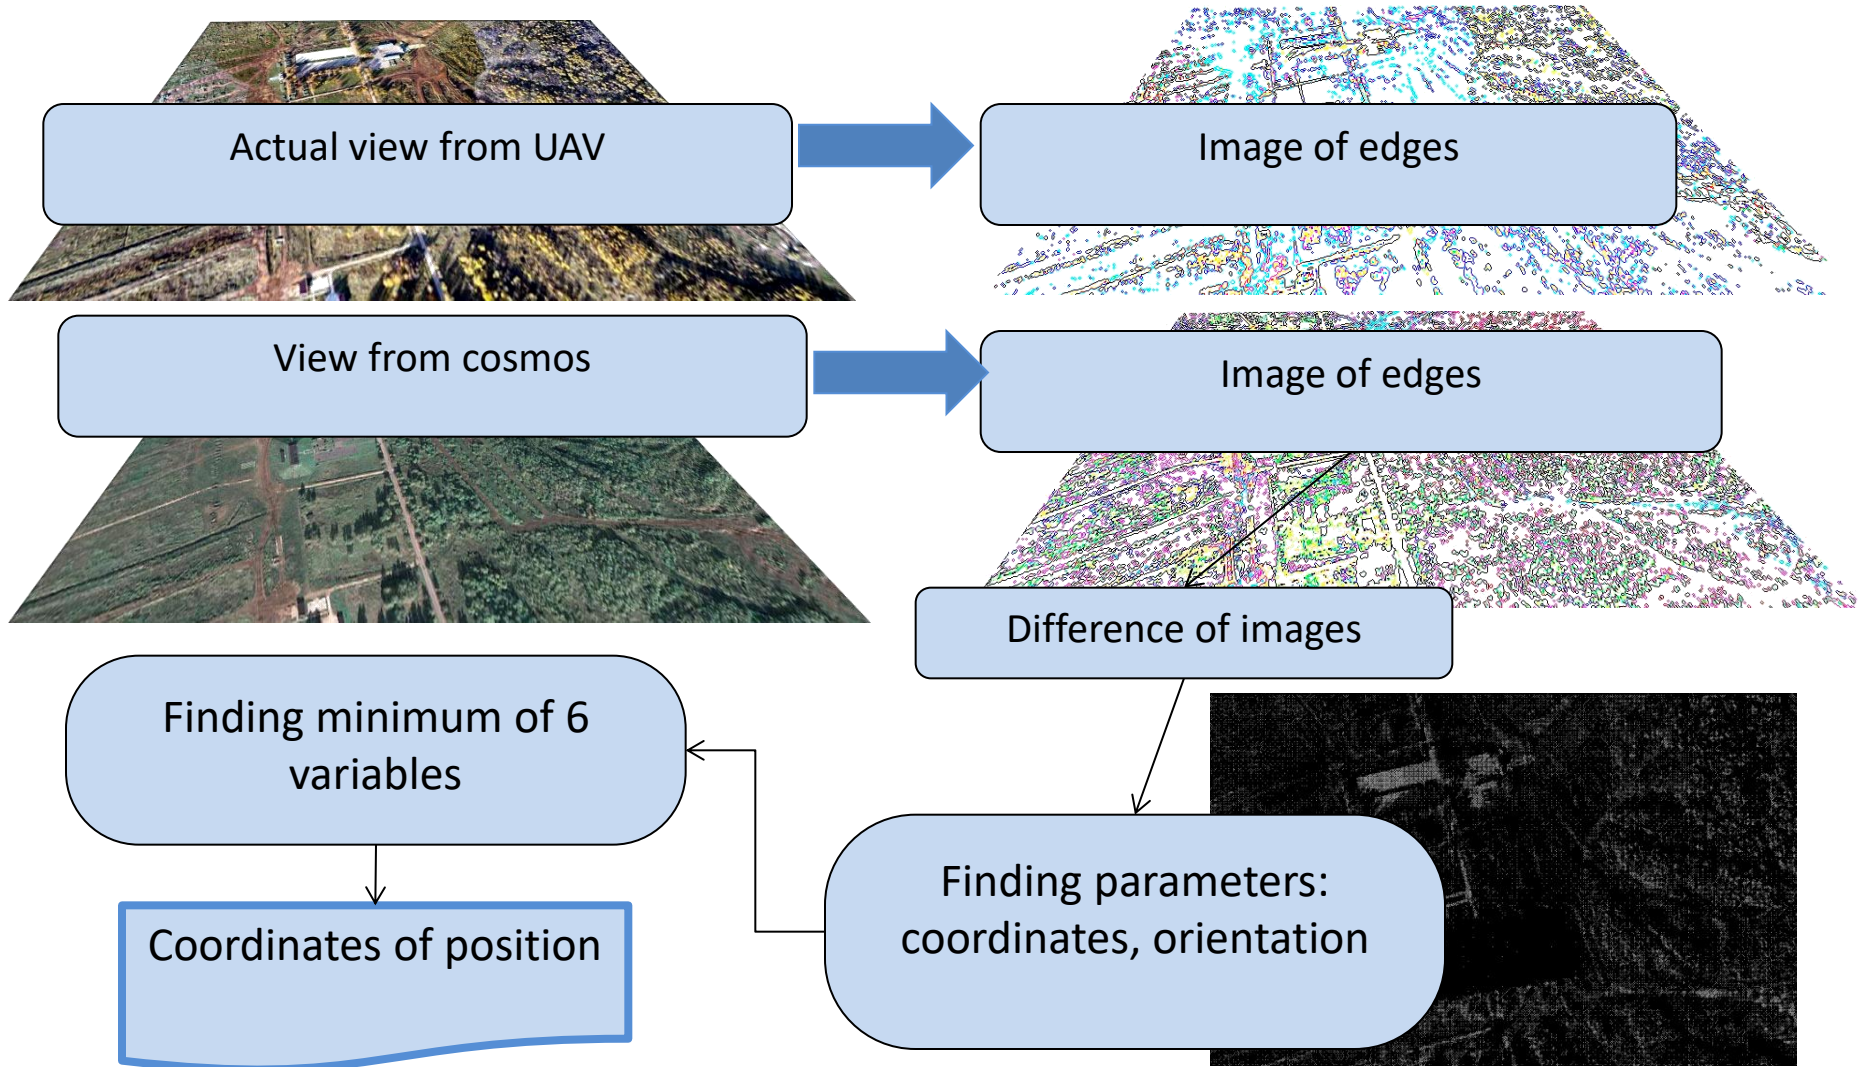 Actual view from UAV
Image of edges
View from cosmos
Image of edges
Difference of images
Finding minimum of 6
variables
Finding parameters:
coordinates, orientation
Coordinates of position